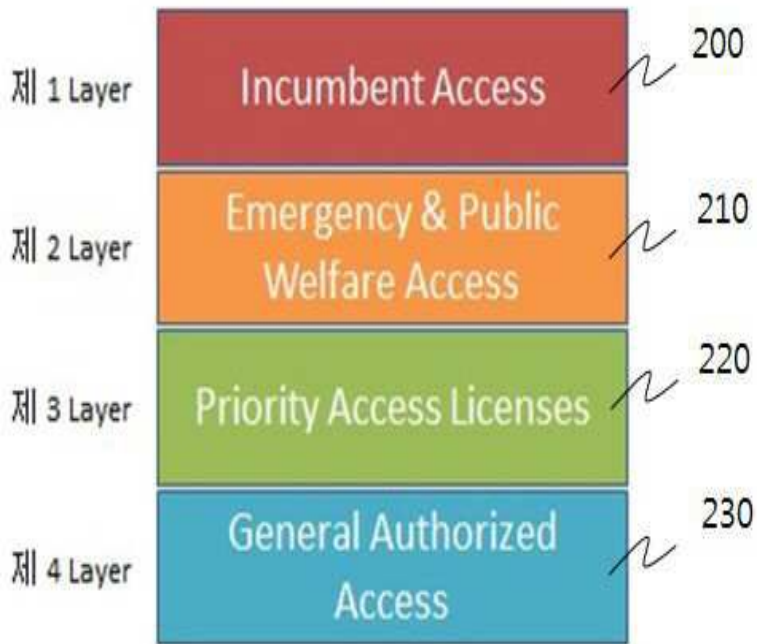 제 1 Layer
Incumbent Access
200
제 2 Layer
Emergency & Public
Welfare Access
210
제 3 Layer
Priority Access Licenses
220
제 4 Layer
General Authorized
Access
230